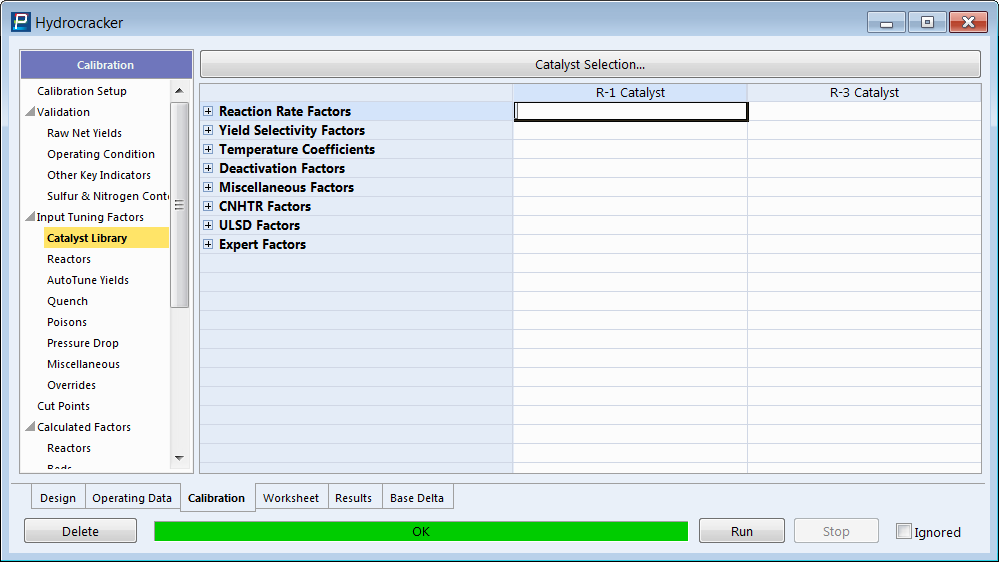 Hydrocracker
Calibration
Calibration Setup
Validation
Raw Net Yields
Operating Condition
Other Key Indicators
Sulfur & Nitrogen Cont
Input Tuning Factors
Catalyst Library
Reactors
AutoTune Yields
Quench
Poisons
Pressure Drop
Miscellaneous
Overrides
Cut Points
Calculated Factors
Reactors
Beds
Catalyst Selection...
R-1 Catalyst R-3 Catalyst
Reaction Rate Factors
Yield Selectivity Factors
Temperature Coefficients
Deactivation Factors
Miscellaneous Factors
CNHTR Factors
ULSD Factors
Expert Factors
Design Operating Data Calibration Worksheet Results Base Delta
Delete OK Run Stop Ignored